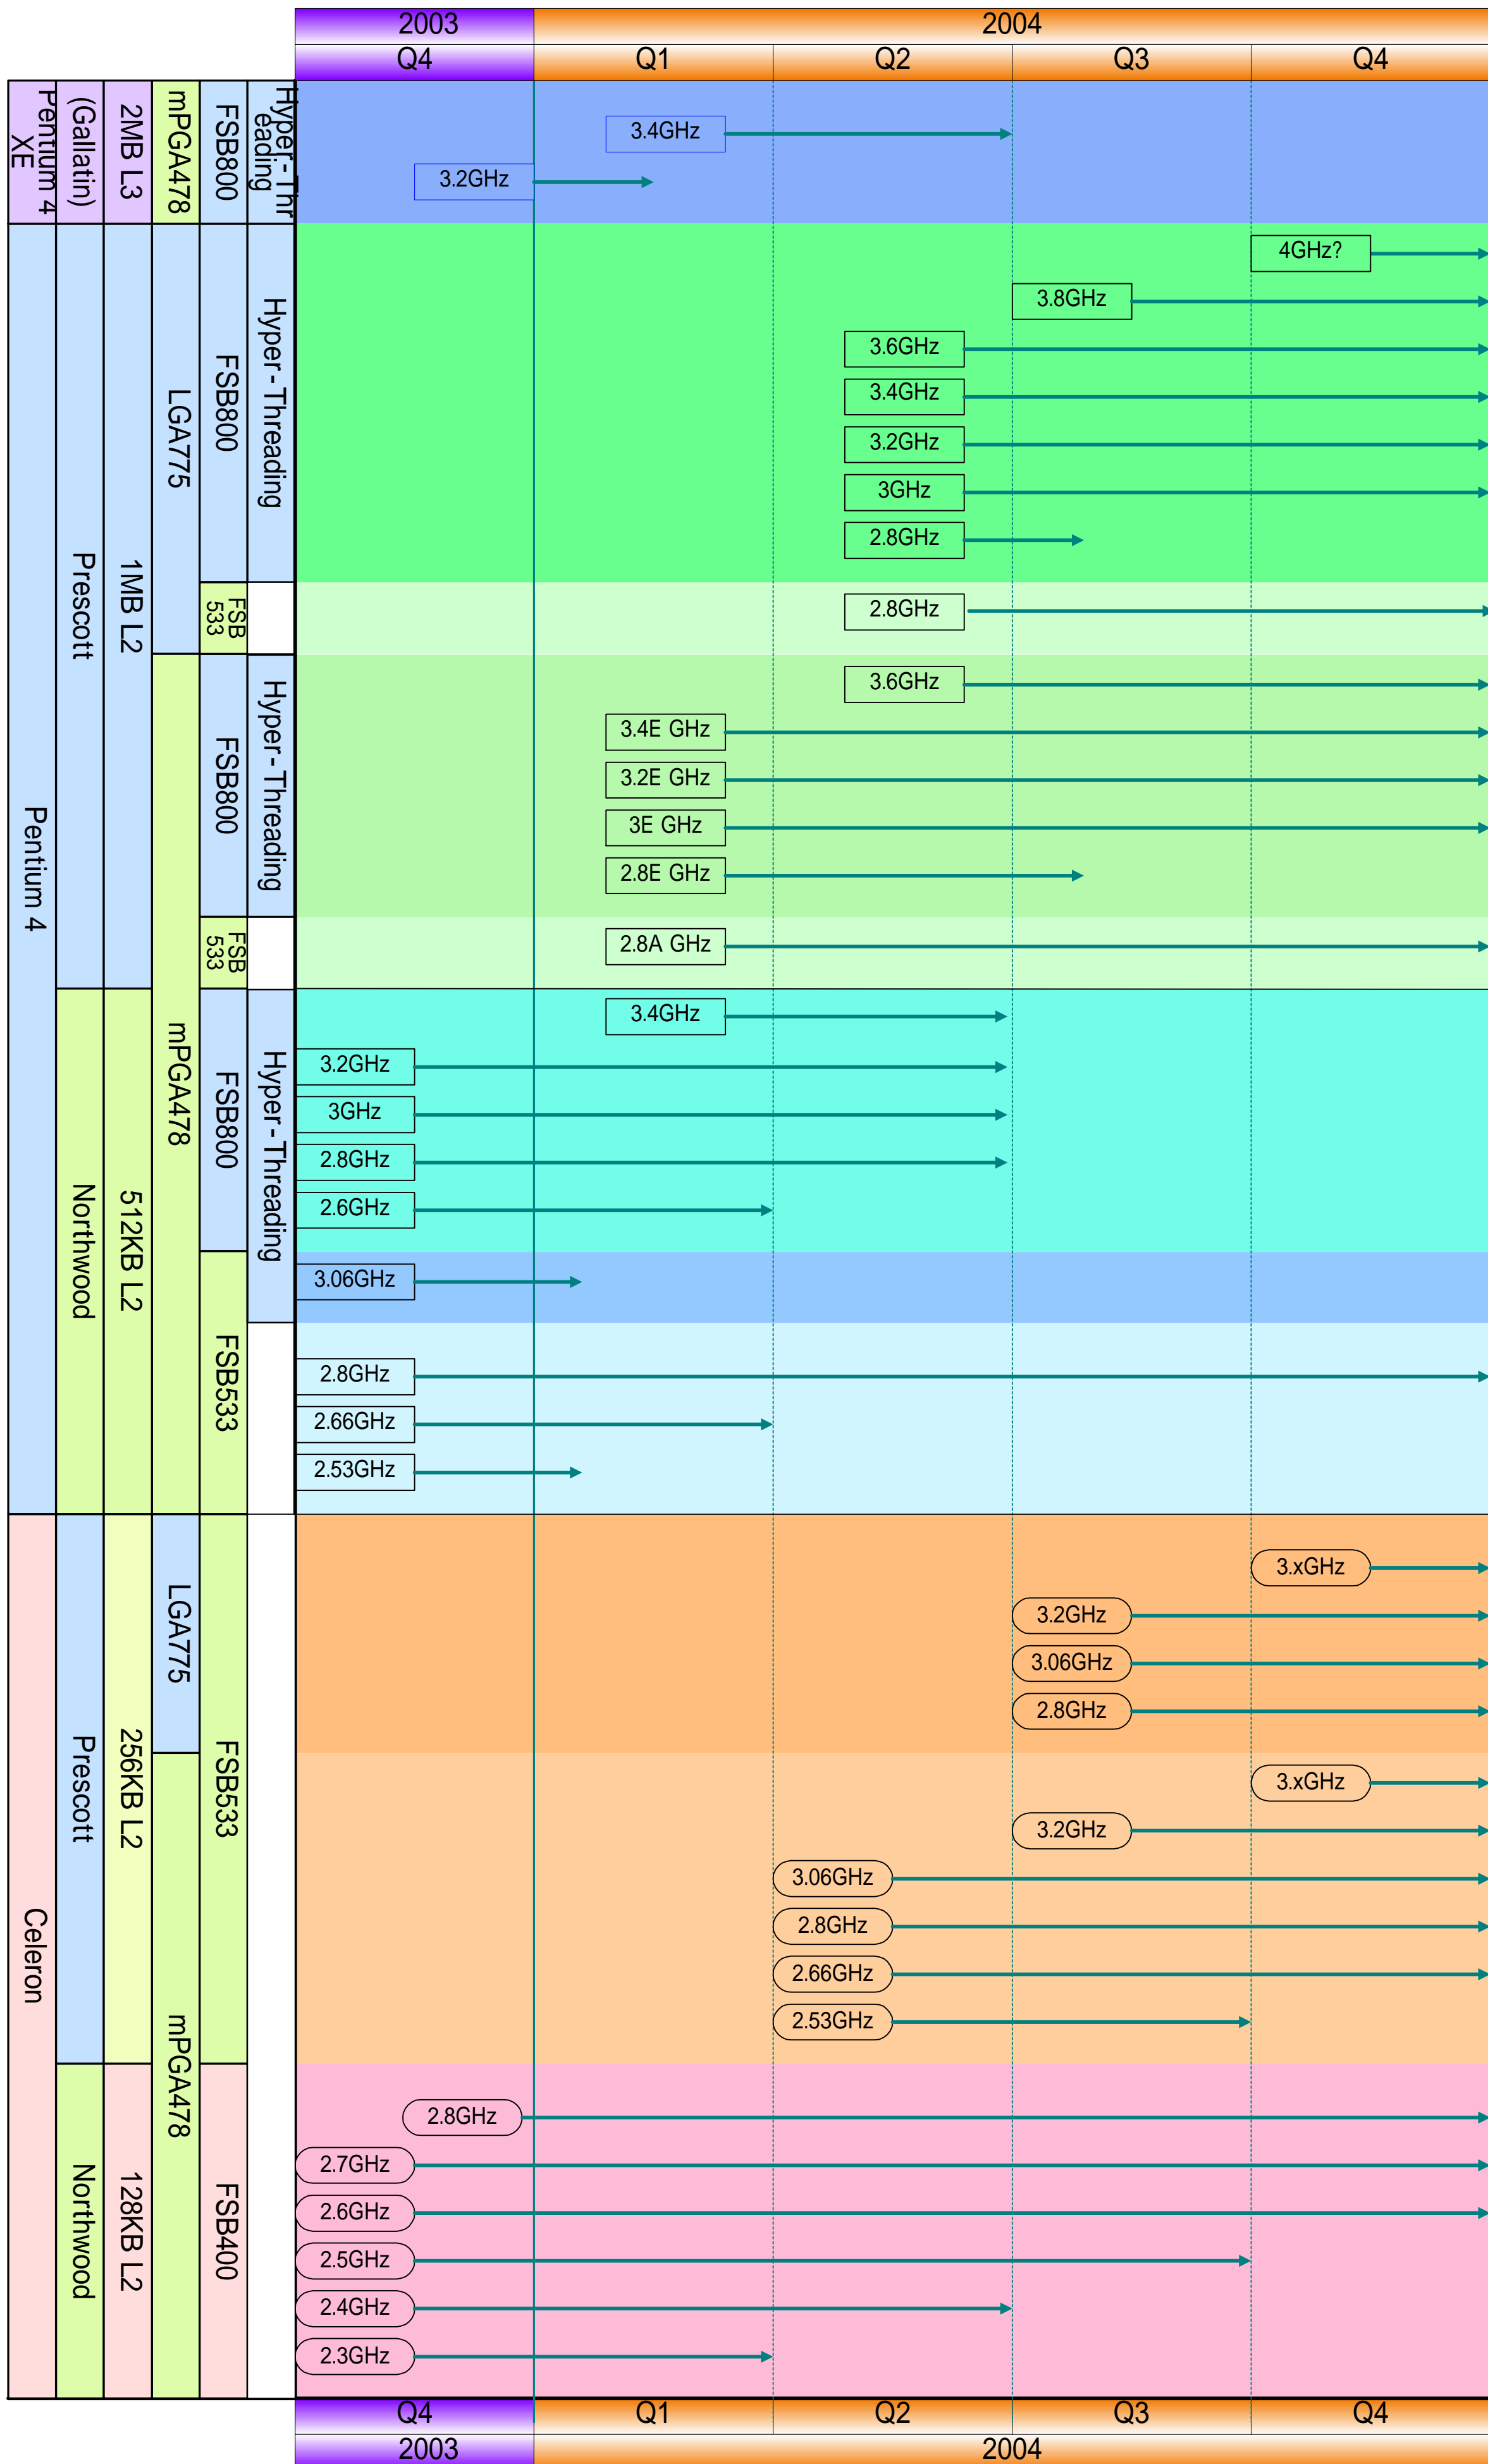 2003
2004
Q4
Q1
Q2
Q3
Q4
Pentium 4
XE
(Gallatin)
2MB L3
mPGA478
FSB800
Hyper-Thr
eading
3.4GHz
3.2GHz
Pentium 4
Prescott
1MB L2
LGA775
FSB800
Hyper-Threading
4GHz?
3.8GHz
3.6GHz
3.4GHz
3.2GHz
3GHz
2.8GHz
FSB
533
2.8GHz
mPGA478
FSB800
Hyper-Threading
3.6GHz
3.4E GHz
3.2E GHz
3E GHz
2.8E GHz
FSB
533
2.8A GHz
Northwood
512KB L2
FSB800
Hyper-Threading
3.4GHz
3.2GHz
3GHz
2.8GHz
2.6GHz
FSB533
3.06GHz
2.8GHz
2.66GHz
2.53GHz
Celeron
Prescott
256KB L2
LGA775
FSB533
3.xGHz
3.2GHz
3.06GHz
2.8GHz
mPGA478
3.xGHz
3.2GHz
3.06GHz
2.8GHz
2.66GHz
2.53GHz
Northwood
128KB L2
FSB400
2.8GHz
2.7GHz
2.6GHz
2.5GHz
2.4GHz
2.3GHz
Q4
Q1
Q2
Q3
Q4
2003
2004